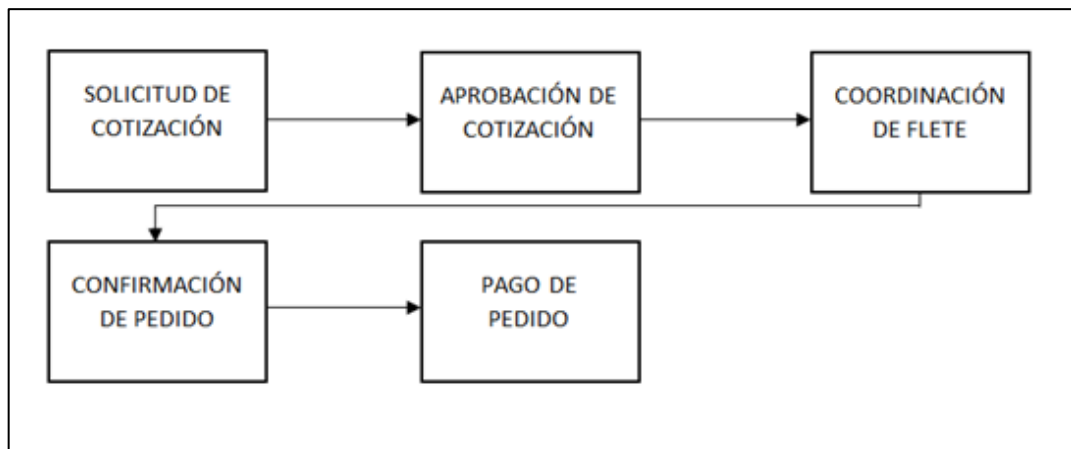 SOLICITUD DE
COTIZACIÓN
APROBACIÓN DE
COTIZACIÓN
COORDINACIÓN
DE FLETE
CONFIRMACIÓN
DE PEDIDO
PAGO DE
PEDIDO